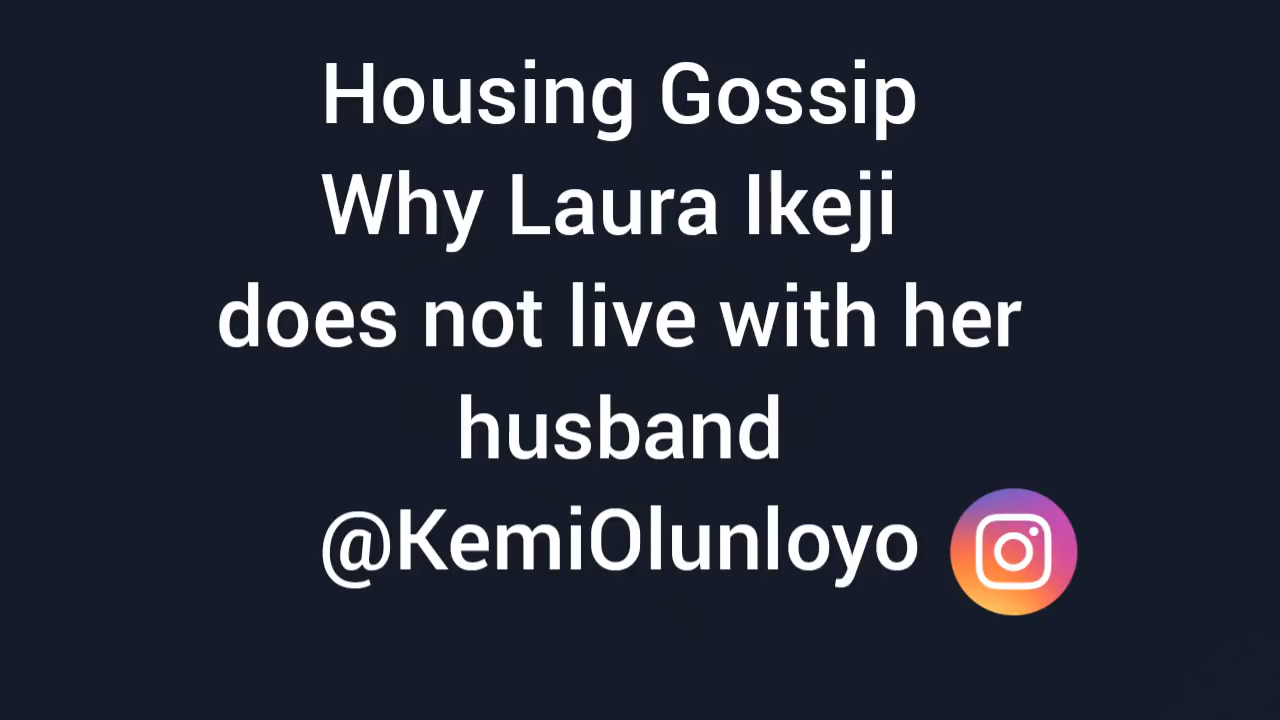 Housing Gossip
Why Laura Ikeji
does not live with her
husband
@KemiOlunloyo